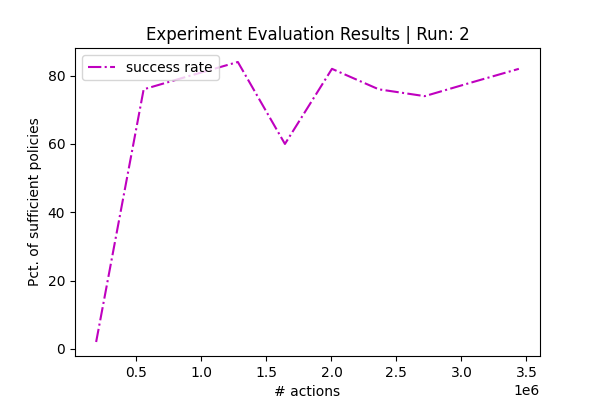 Experiment Evaluation Results | Run: 2
success rate
Pct. of sufficient policies
80
60
40
20
0
0.5 1.0 1.5 2.0 2.5 3.0 3.5
1e6
# actions